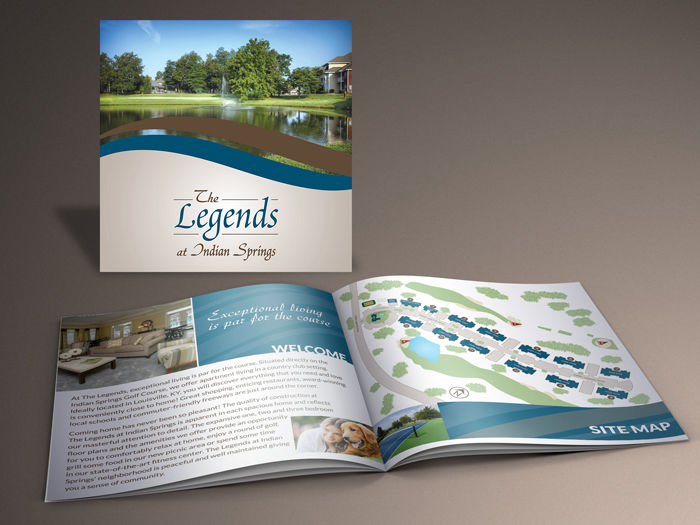 The
Legends
at Indian Springs
Exceptional living
is par for the course
WELCOME
At The Legends, exceptional living is par for the course. Situated directly on the
Indian Springs Golf Course, we offer apartment living in a country club setting.
Ideally located in Louisville, KY, you will discover everything that you need and love
is conveniently close to home! Great shopping, enticing restaurants, award-winning
local schools and commuter-friendly freeways are just around the corner.
Coming home has never been so pleasant! The quality of construction at
The Legends at Indian Springs is apparent in each spacious home and reflects
our masterful attention to detail. The expansive one, two and three bedroom
floor plans and the amenities we offer provide an opportunity
for you to comfortably relax at home, enjoy a round of golf,
grill some food in our new picnic area or spend some time
in our state-of-the-art fitness center. The Legends at Indian
Springs' neighborhood is peaceful and well maintained giving
you a sense of community.
SITE MAP